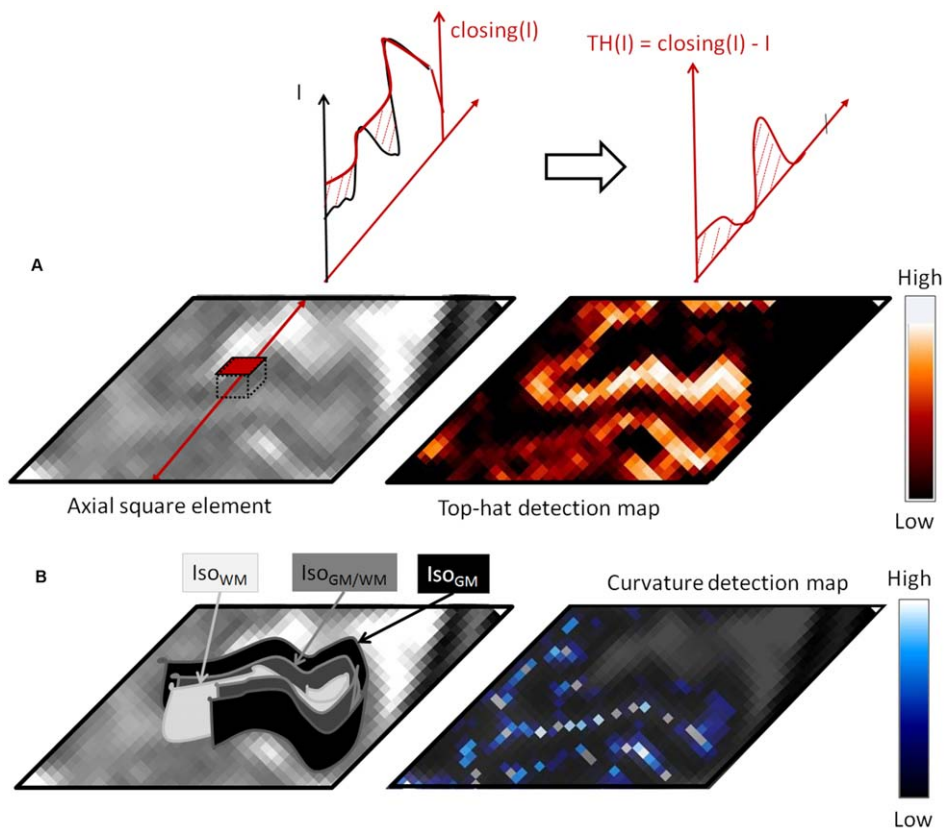 closing(I)
TH(I) = closing(I) - I
I
A
High
Axial square element
Top-hat detection map
Low
B
IsoWM
IsoGM/WM
IsoGM
Curvature detection map
High
Low